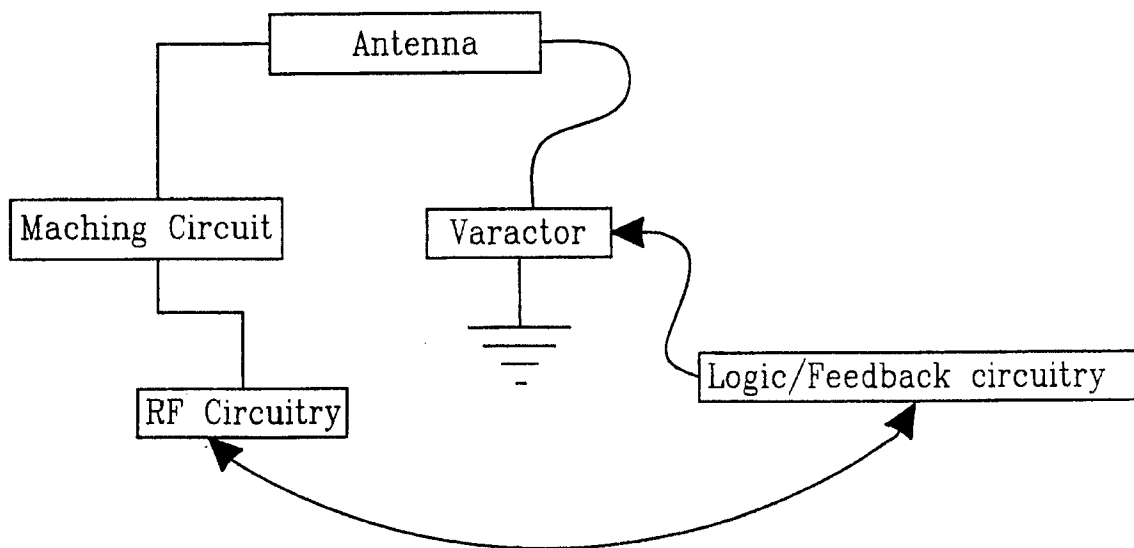 Antenna
Maching Circuit
Varactor
Logic/Feedback circuitry
RF Circuitry